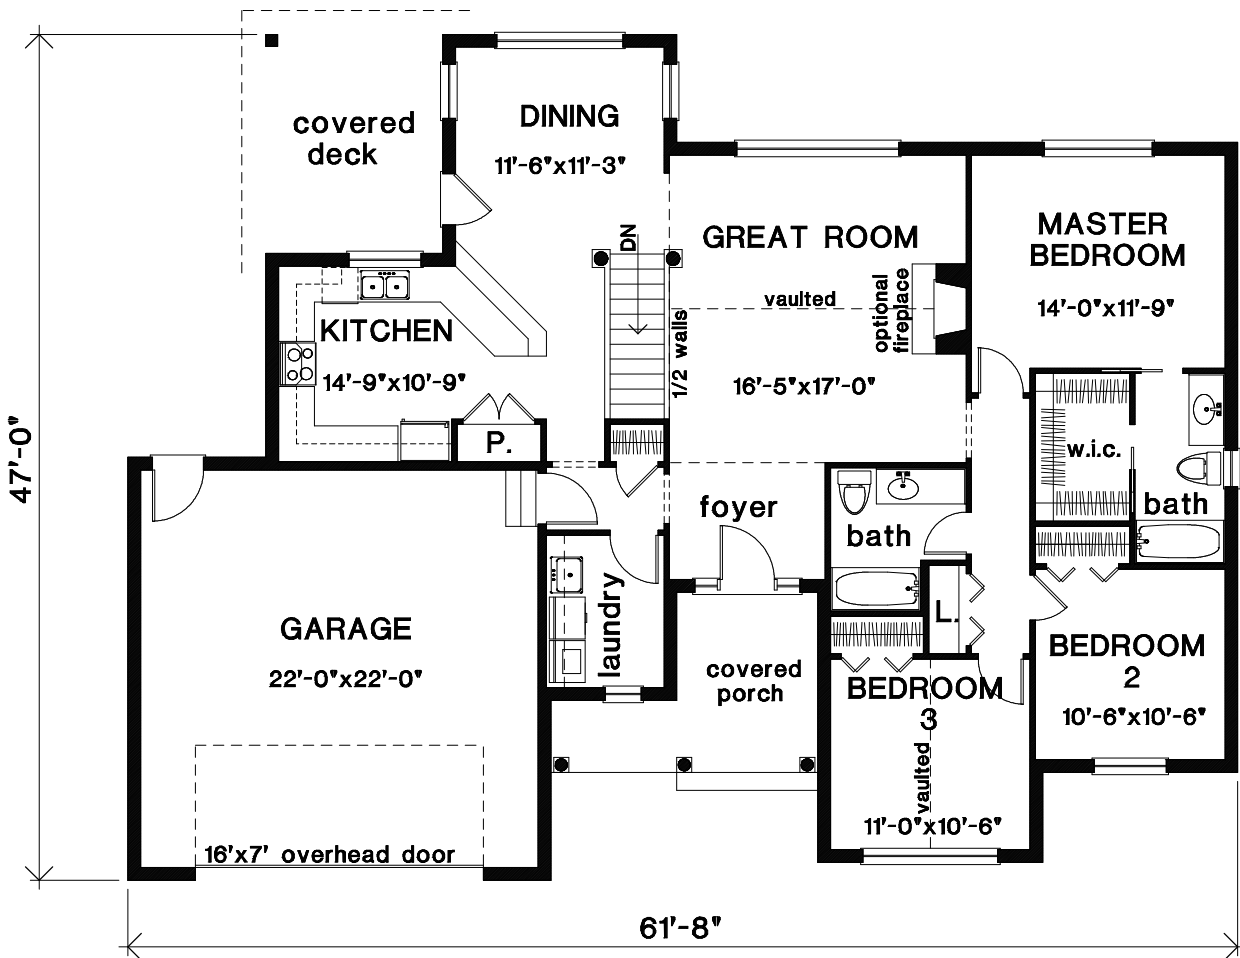 covered
deck
DINING
11'-6"x11'-3"
DN
GREAT ROOM
MASTER
BEDROOM
14'-0"x11'-9"
vaulted
optional
fireplace
KITCHEN
14'-9"x10'-9"
1/2 walls
16'-5"x17'-0"
P.
w.i.c.
47'-0"
foyer
bath
bath
GARAGE
22'-0"x22'-0"
laundry
L.
covered
porch
BEDROOM
3
vaulted
11'-0"x10'-6"
BEDROOM
2
10'-6"x10'-6"
16'x7' overhead door
61'-8"